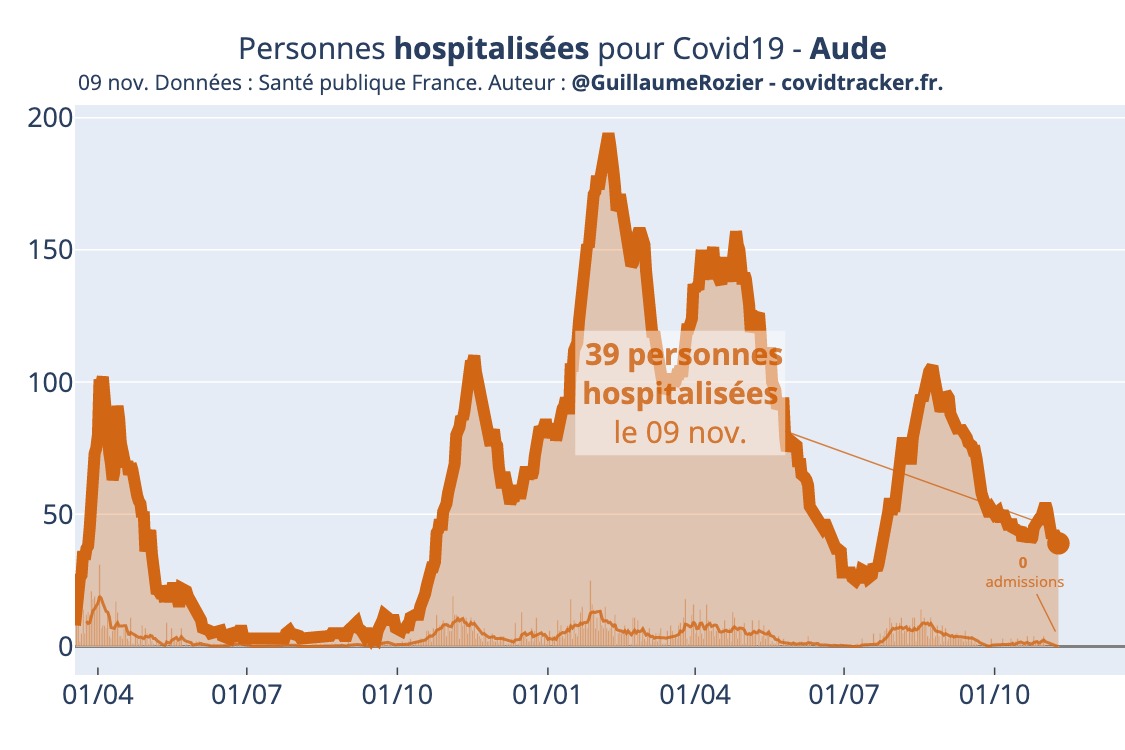 Personnes hospitalisées pour Covid19 - Aude
09 nov. Données : Santé publique France. Auteur : @GuillaumeRozier - covidtracker.fr.
200
150
100
50
0
39 personnes
hospitalisées
le 09 nov.
0
admissions
01/04 01/07 01/10 01/01 01/04 01/07 01/10